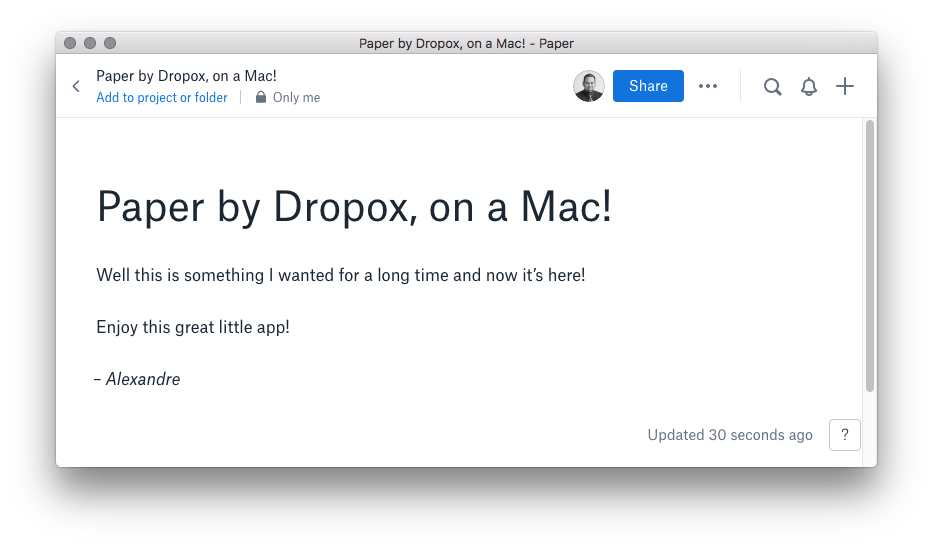 Paper by Dropox, on a Mac! - Paper
Paper by Dropox, on a Mac!
Add to project or folder
Only me
Share
Paper by Dropox, on a Mac!
Well this is something I wanted for a long time and now it’s here!
Enjoy this great little app!
– Alexandre
Updated 30 seconds ago
?